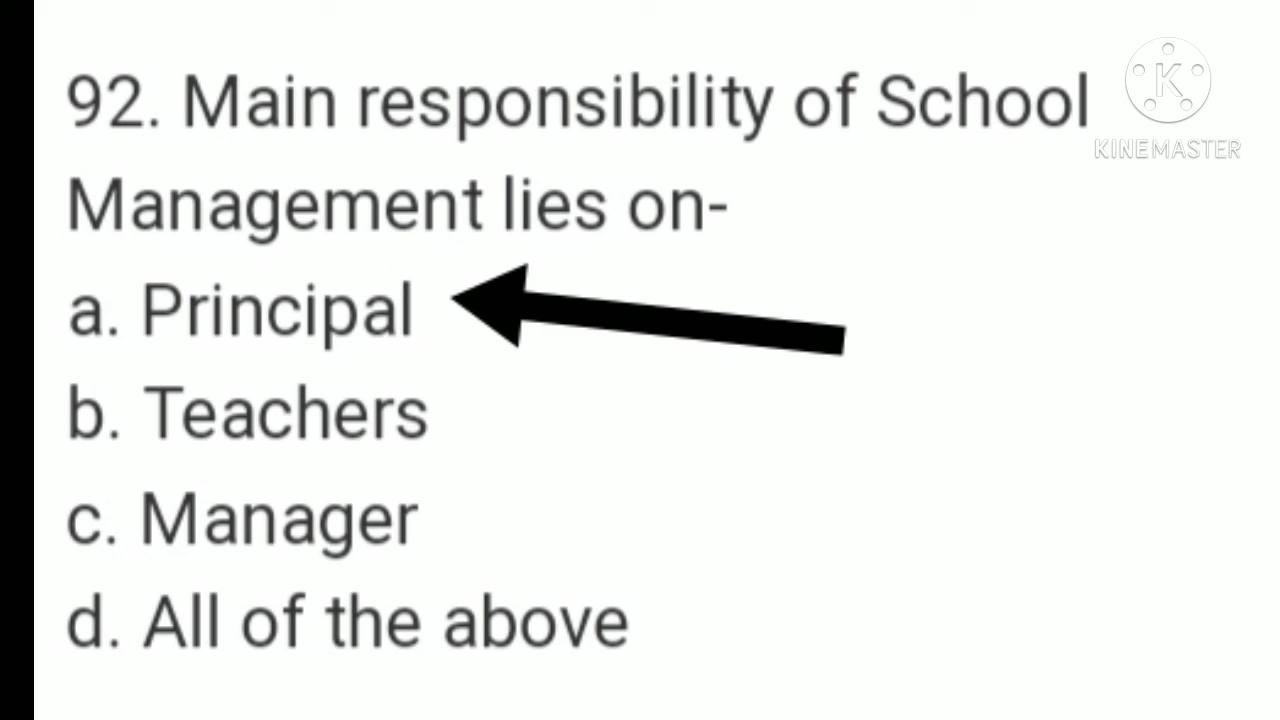 92. Main responsibility of School
Management lies on-
a. Principal
b. Teachers
c. Manager
d. All of the above
K
KINEMASTER